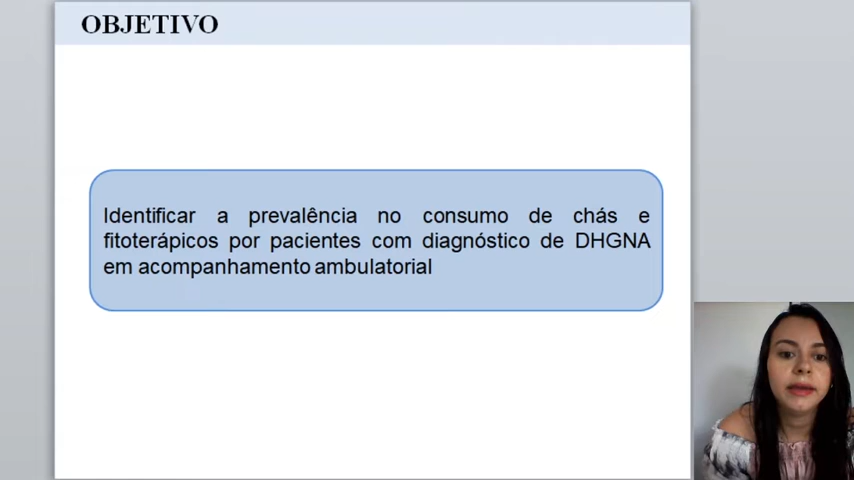 OBJETIVO
Identificar a prevalência no consumo de chás e
fitoterápicos por pacientes com diagnóstico de DHGNA
em acompanhamento ambulatorial